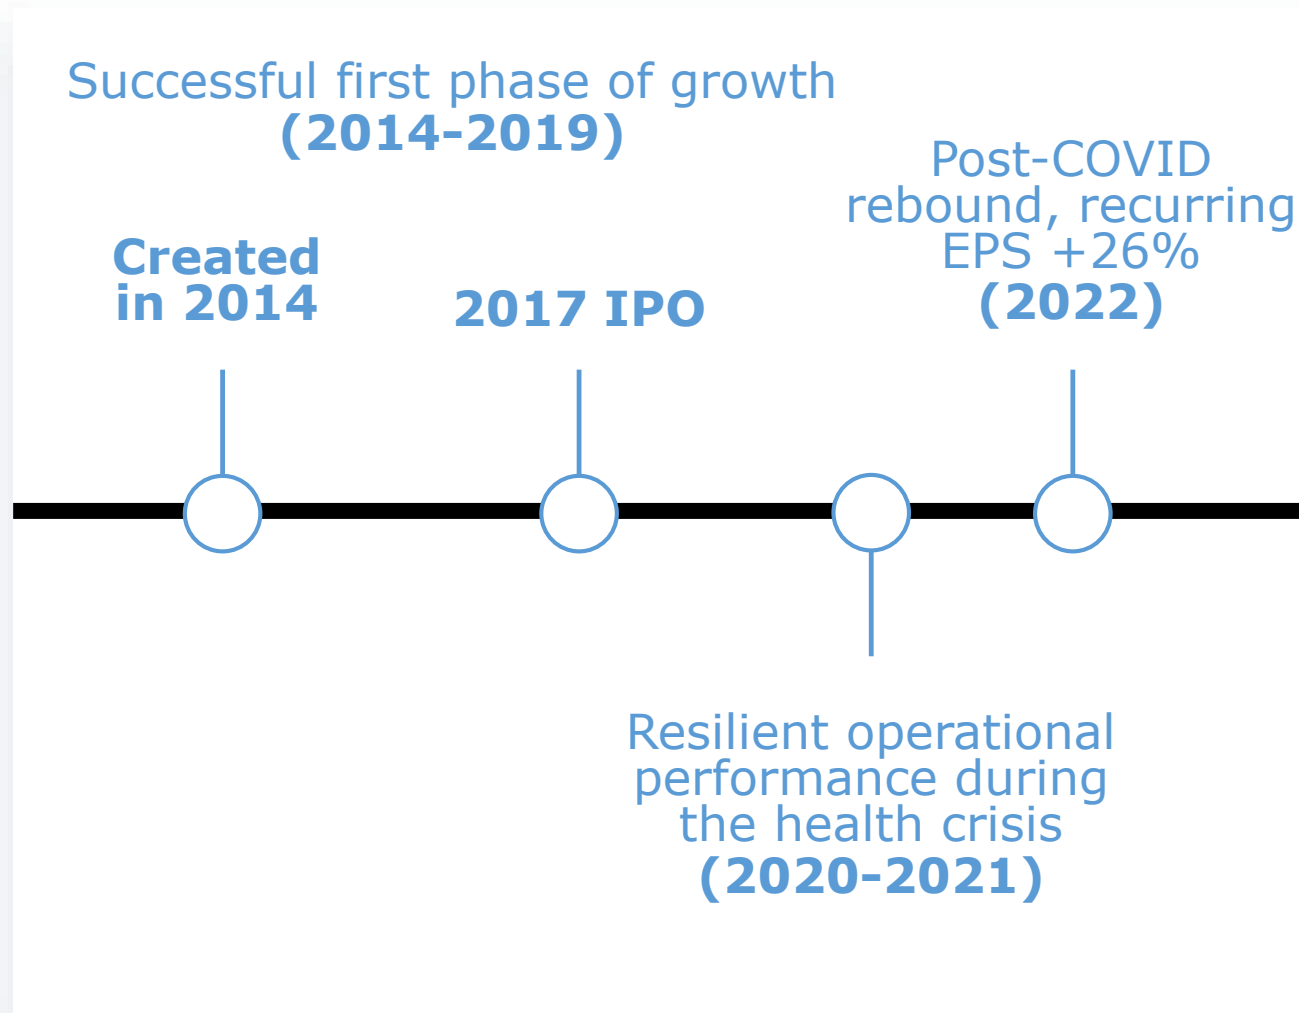 Successful first phase of growth
(2014-2019)
Created
in 2014
2017 IPO
Post-COVID
rebound, recurring
EPS +26%
(2022)
Resilient operational
performance during
the health crisis
(2020-2021)